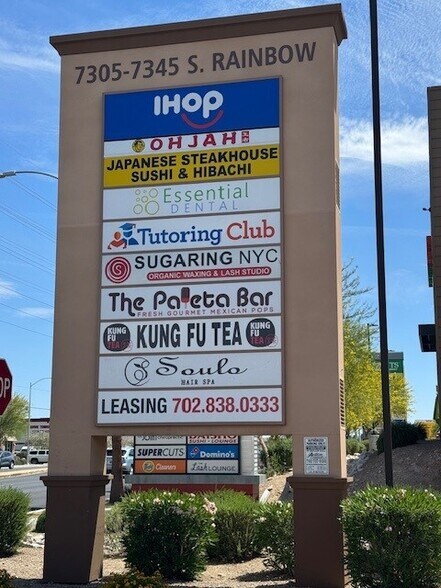 7305-7345 S. RAINBOW
IHOP
OHJAH
JAPANESE STEAKHOUSE
SUSHI & HIBACHI
Essential
DENTAL
Tutoring Club
SUGARING NYC
ORGANIC WAXING & LASH STUDIO
The Paleta Bar
FRESH GOURMET MEXICAN POPS
KUNG FU TEA KUNG FU TEA KUNG FU TEA
Soulo
HAIR SPA
LEASING 702.838.0333
STOP
SUPERCUTS
Domino's
Lash
LOUNGE